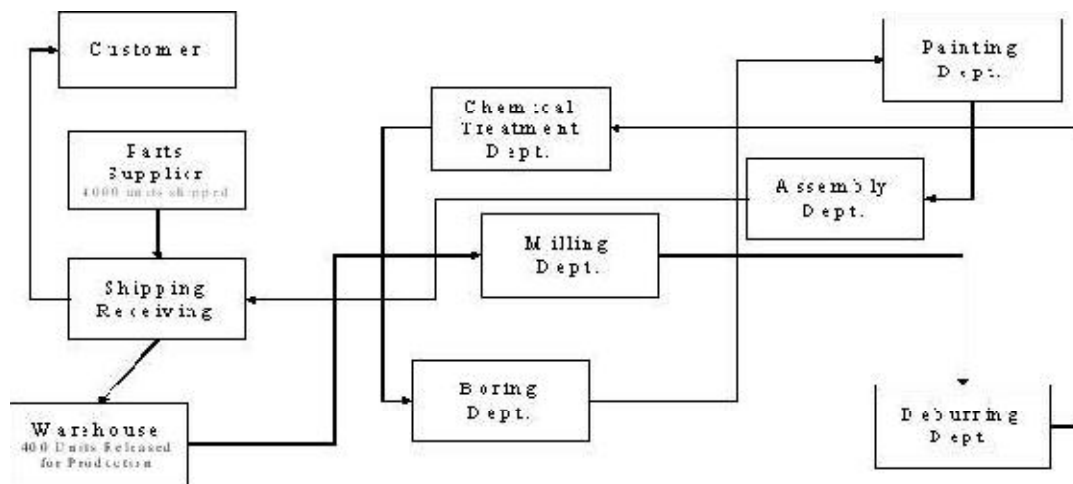 Customer
Parts
Supplier
4000 units shipped
Shipping
Receiving
Warehouse
400 Units Released
for Production
Chemical
Treatment
Dept.
Milling
Dept.
Boring
Dept.
Painting
Dept.
Assembly
Dept.
Deburring
Dept